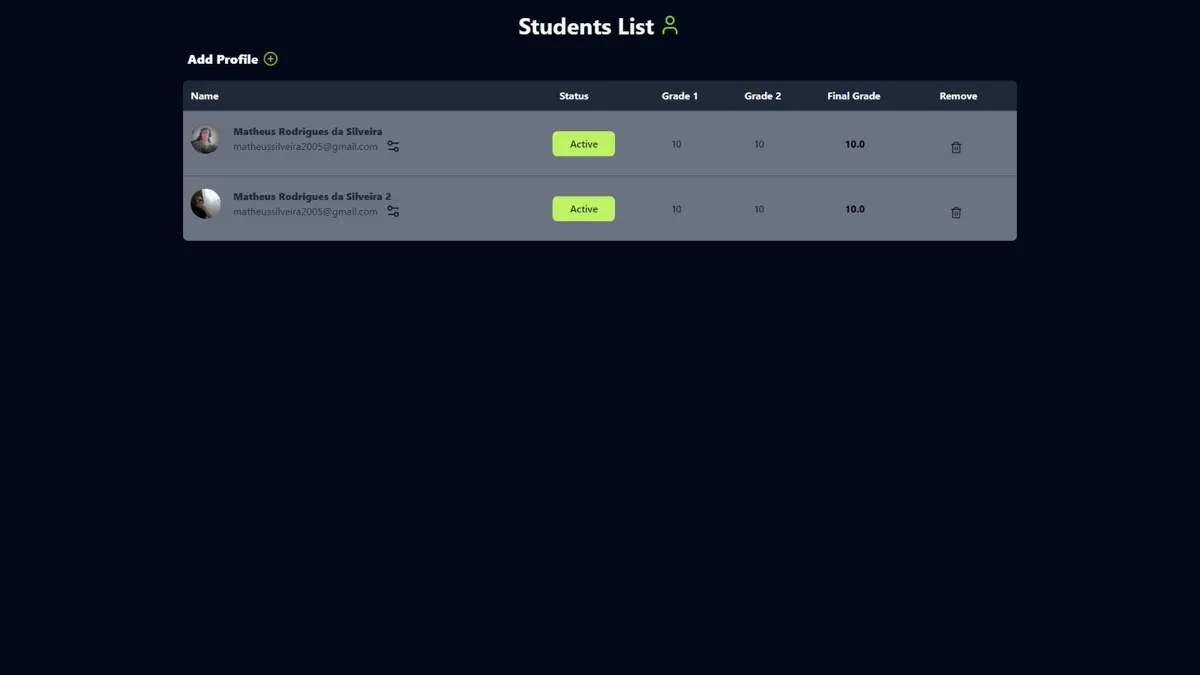 Students List
Add Profile
Name Status Grade 1 Grade 2 Final Grade Remove
Matheus Rodrigues da Silveira
matheussilveira2005@gmail.com
Active 10 10 10.0
Matheus Rodrigues da Silveira 2
matheussilveira2005@gmail.com
Active 10 10 10.0